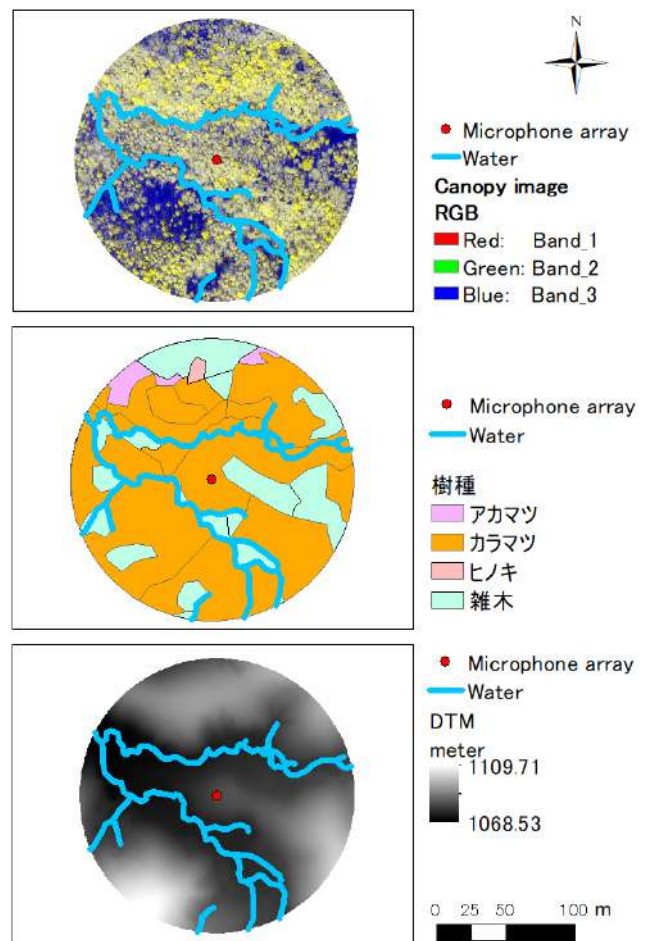 N
Microphone array
Water
Canopy image
RGB
Red: Band_1
Green: Band_2
Blue: Band_3
Microphone array
Water
樹種
アカマツ
カラマツ
ヒノキ
雑木
Microphone array
Water
DTM
meter
1109.71
1068.53
0 25 50 100 m